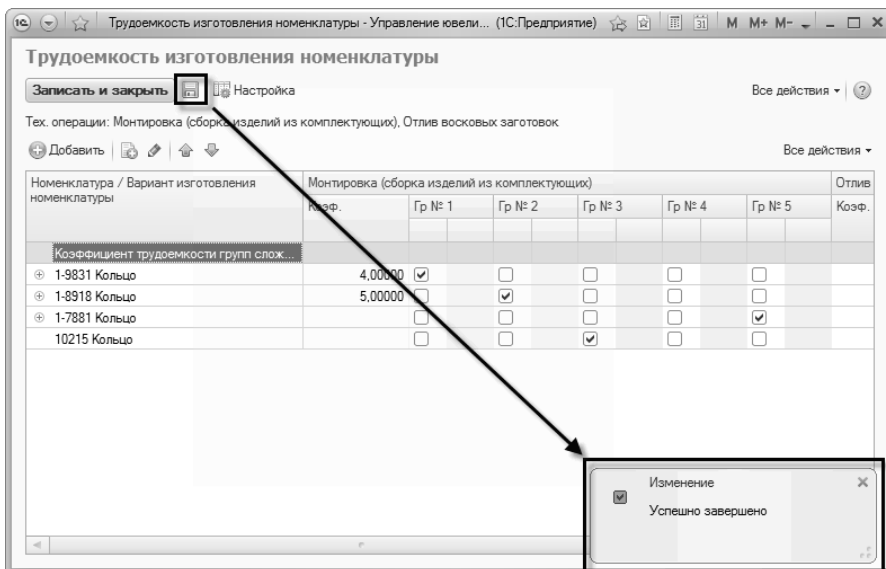 Трудоемкость изготовления номенклатуры - Управление ювели... (1С:Предприятие) 31 M M+ M-
Трудоемкость изготовления номенклатуры
Записать и закрыть Настройка Все действия
Тех. операции: Монтировка (сборка изделий из комплектующих), Отлив восковых заготовок
Добавить Все действия
Номенклатура / Вариант изготовления номенклатуры Монтировка (сборка изделий из комплектующих) Отлив
Коэф. Гр № 1 Гр № 2 Гр № 3 Гр № 4 Гр № 5 Коэф.
Коэффициент трудоемкости групп слож...
1-9831 Кольцо 4,00000
1-8918 Кольцо 5,00000
1-7881 Кольцо
10215 Кольцо
Изменение
Успешно завершено